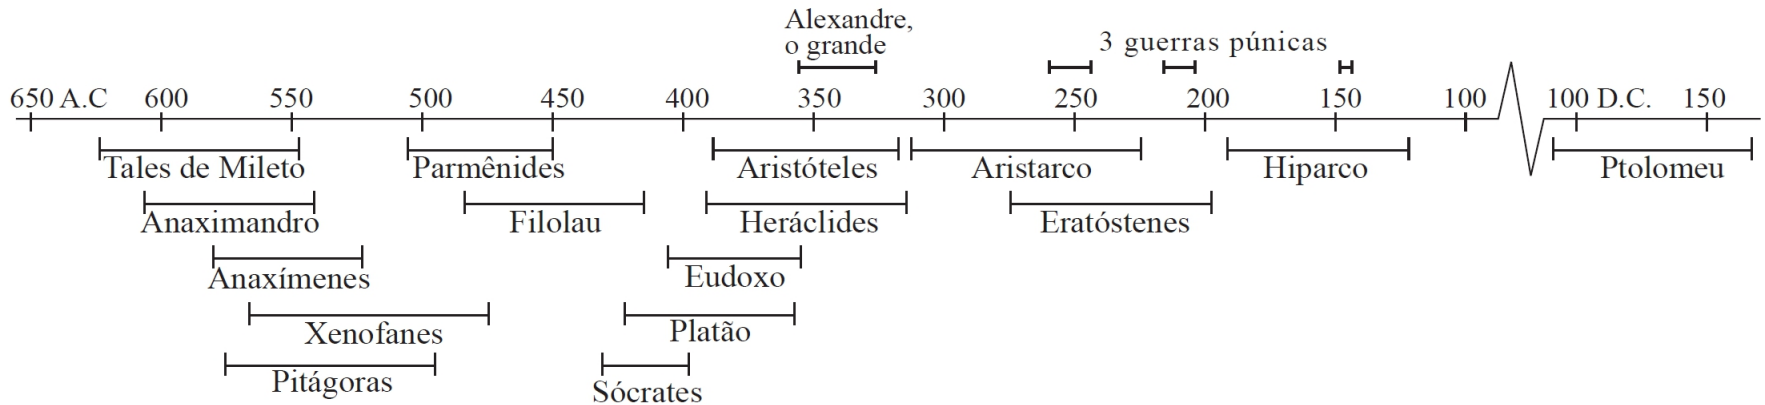 Alexandre,
o grande
3 guerras púnicas
650 A.C 600 550 500 450 400 350 300 250 200 150 100 100 D.C. 150
Tales de Mileto Parmênides Aristóteles Aristarco Hiparco Ptolomeu
Anaximandro Filolau Heráclides Eratóstenes
Anaxímenes Eudoxo
Xenofanes Platão
Pitágoras Sócrates